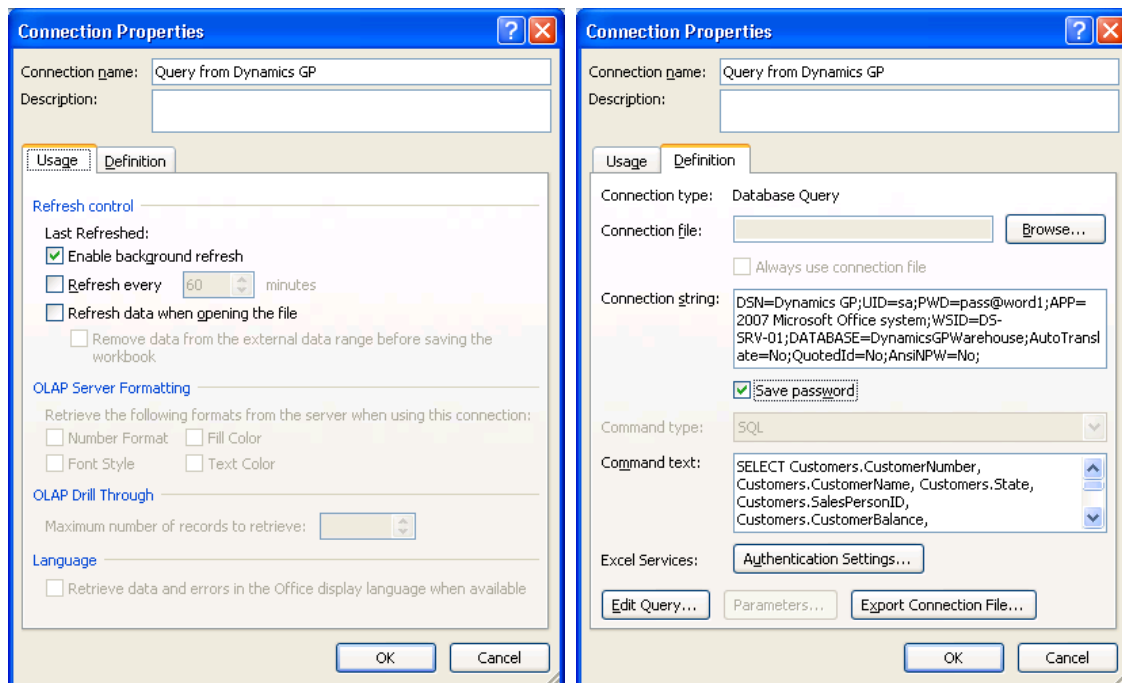 Connection Properties
Connection name: Query from Dynamics GP
Description:
Usage Definition
Refresh control
Last Refreshed:
Enable background refresh
Refresh every 60 minutes
Refresh data when opening the file
Remove data from the external data range before saving the
workbook
OLAP Server Formatting
Retrieve the following formats from the server when using this connection:
Number Format Fill Color
Font Style Text Color
OLAP Drill Through
Maximum number of records to retrieve:
Language
Retrieve data and errors in the Office display language when available
OK Cancel
Connection Properties
Connection name: Query from Dynamics GP
Description:
Usage Definition
Connection type: Database Query
Connection file: Browse...
Always use connection file
Connection string: DSN=Dynamics GP;UID=sa;PWD=pass@word1;APP=
2007 Microsoft Office system;WSID=DS-
SRV-01;DATABASE=DynamicsGPWarehouse;AutoTransl
ate=No;QuotedId=No;AnsiNPW=No;
Save password
Command type: SQL
Command text: SELECT Customers.CustomerNumber,
Customers.CustomerName, Customers.State,
Customers.SalesPersonID,
Customers.CustomerBalance,
Excel Services: Authentication Settings...
Edit Query... Parameters... Export Connection File...
OK Cancel